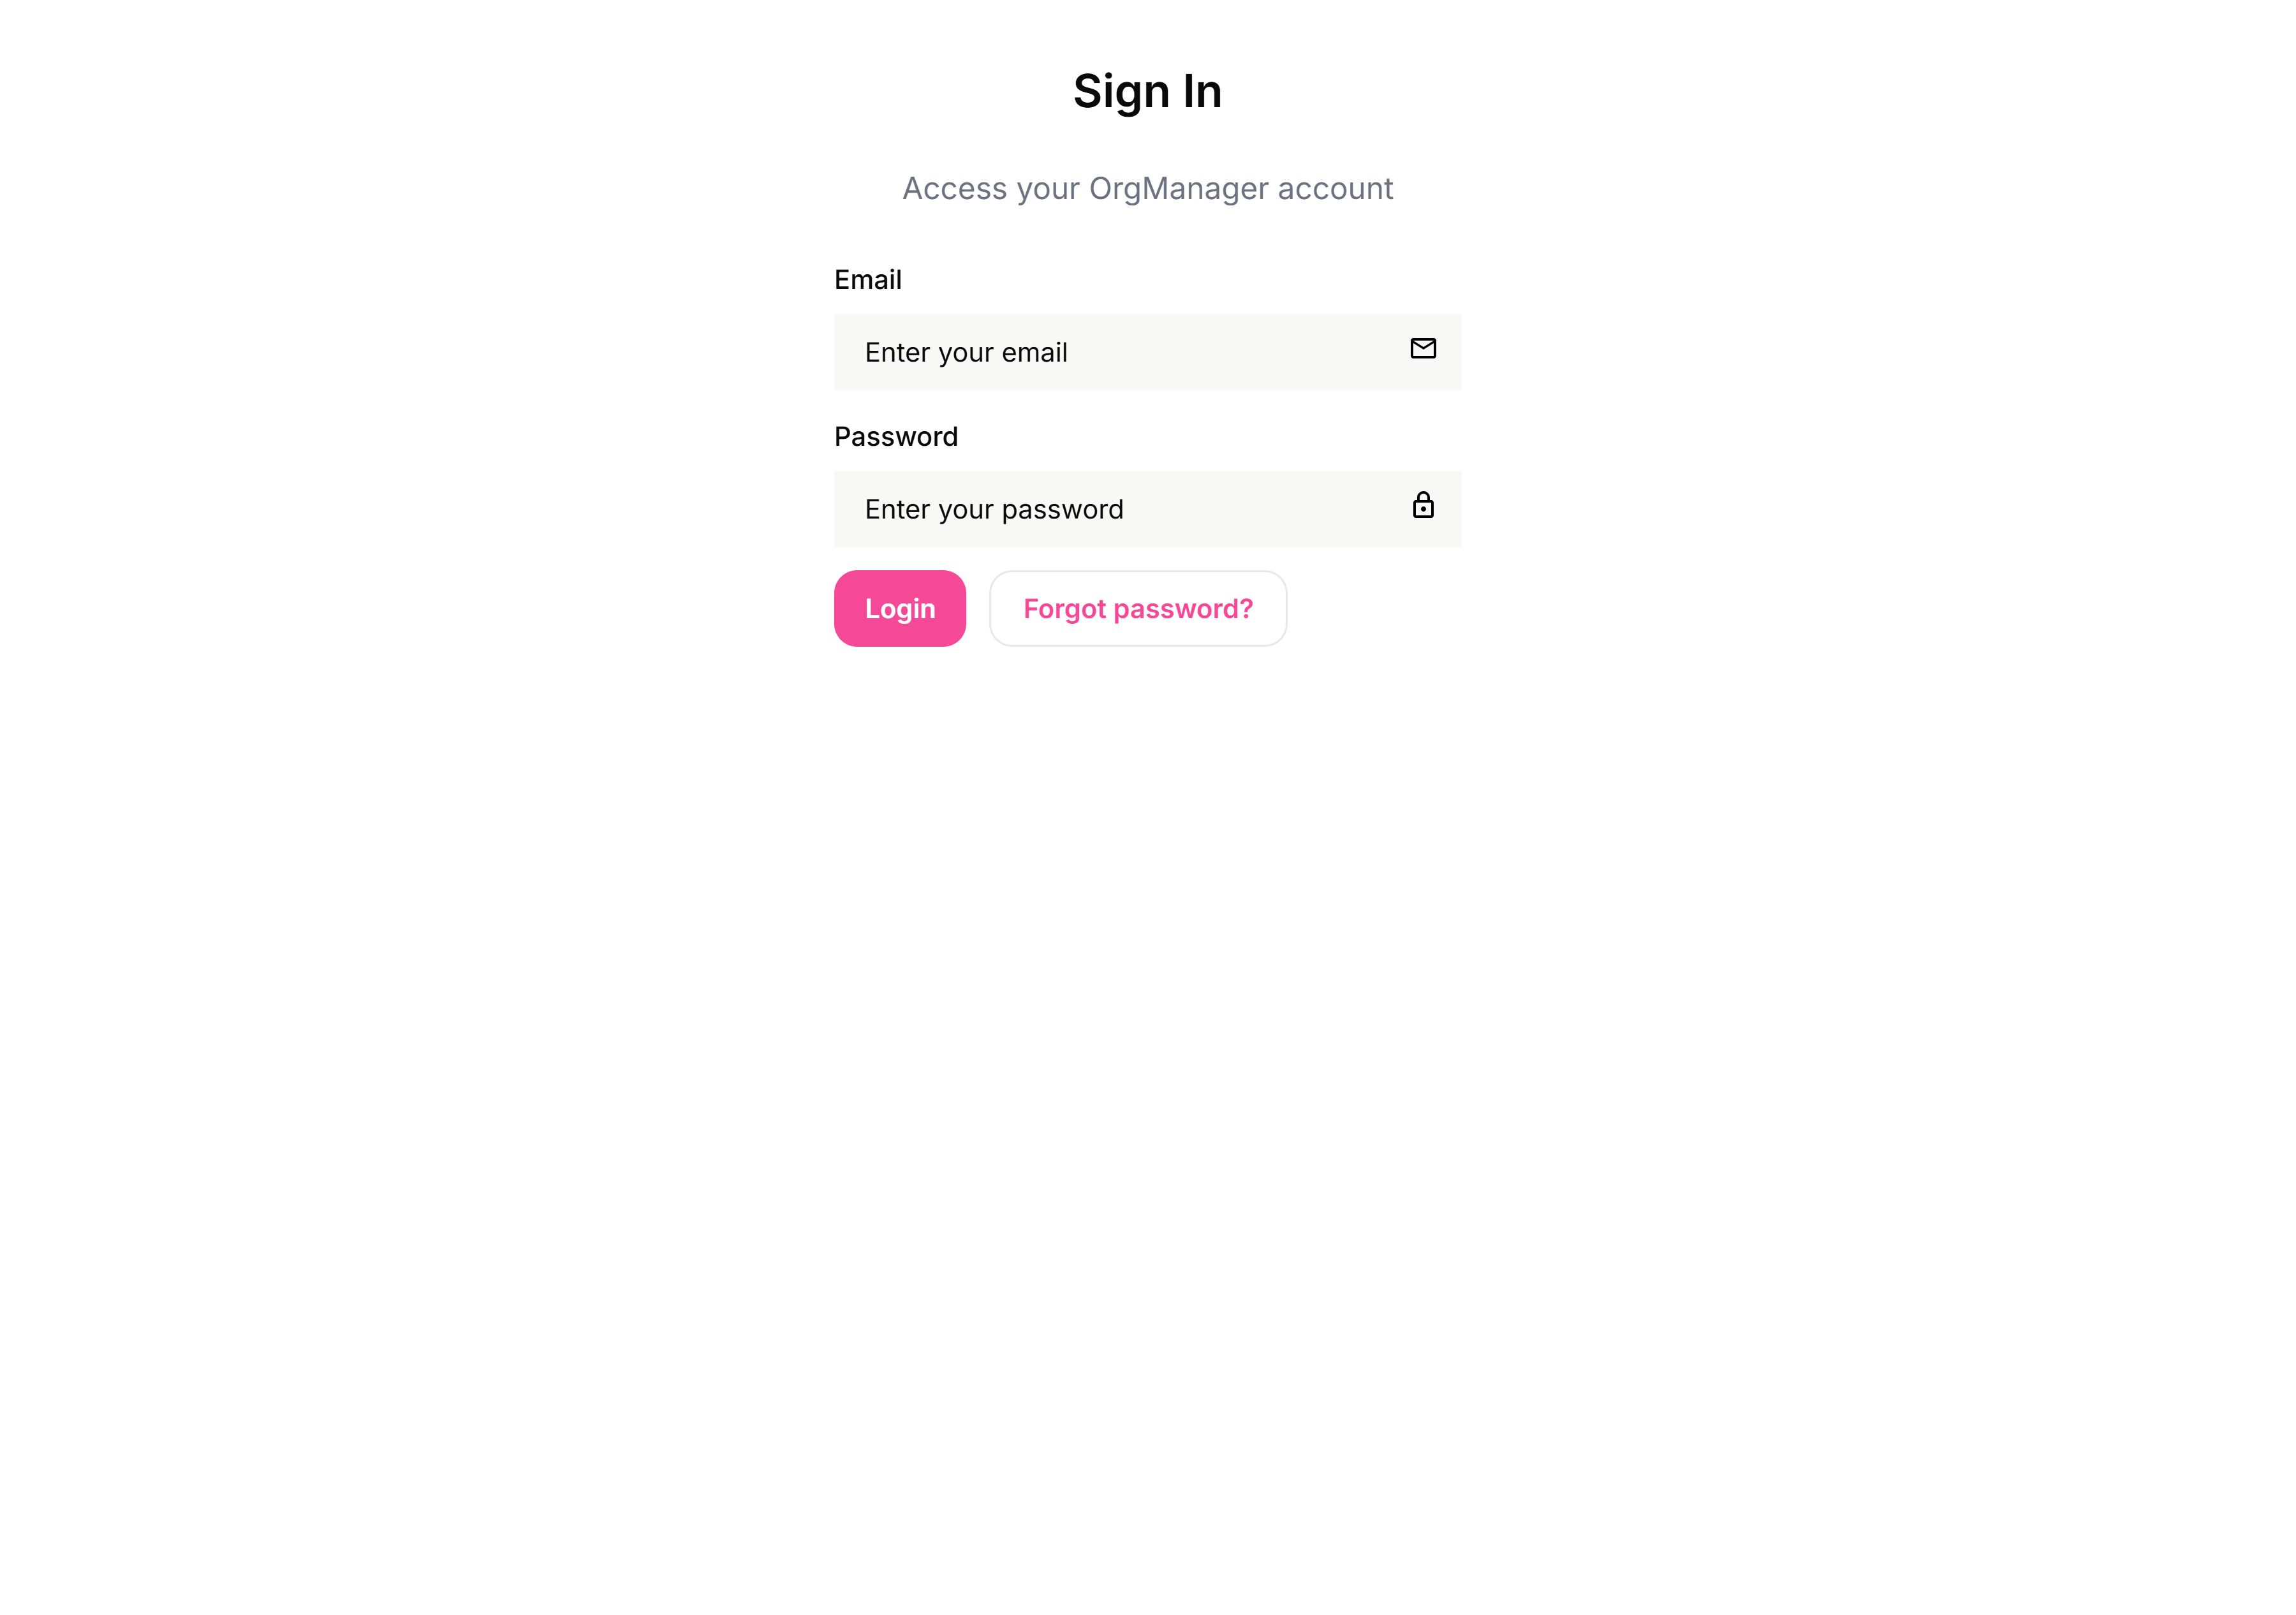 Sign In
Access your OrgManager account
Email
Enter your email
Password
Enter your password
Login
Forgot password?